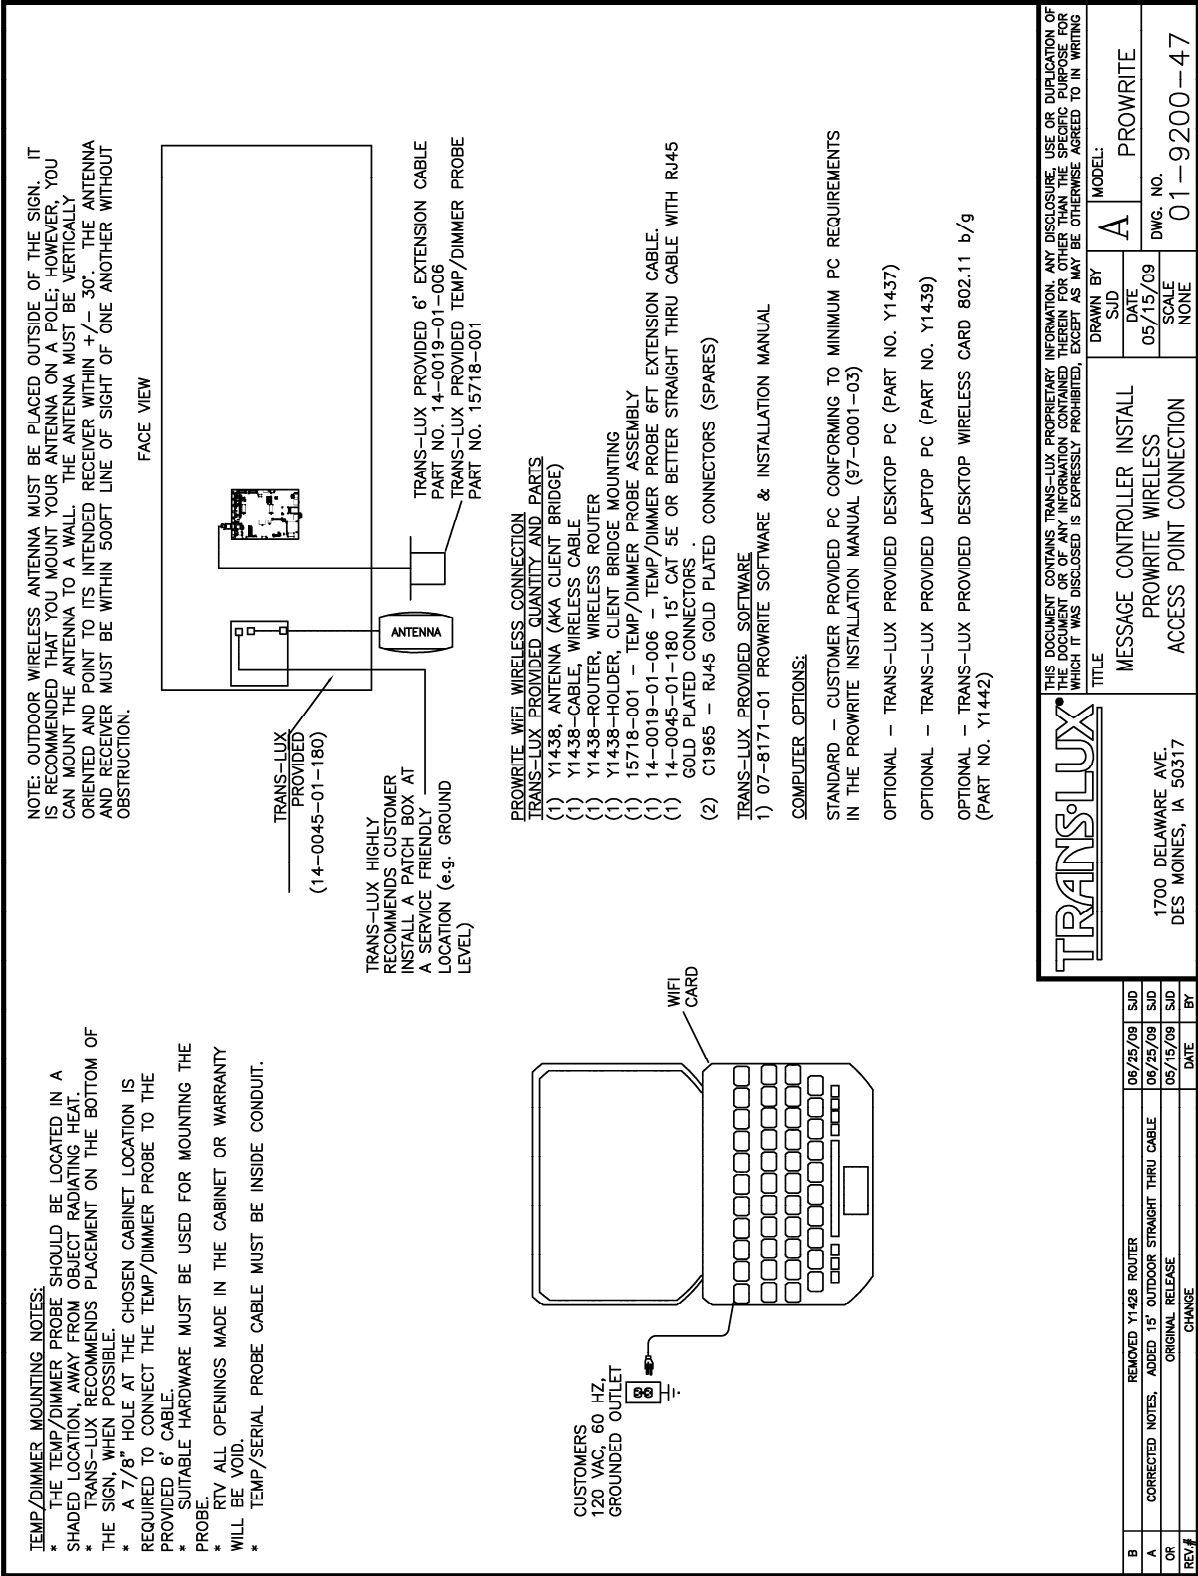 TEMP/DIMMER MOUNTING NOTES:
* THE TEMP/DIMMER PROBE SHOULD BE LOCATED IN A
SHADED LOCATION, AWAY FROM OBJECT RADIATING HEAT.
* TRANS-LUX RECOMMENDS PLACEMENT ON THE BOTTOM OF
THE SIGN, WHEN POSSIBLE.
* A 7/8" HOLE AT THE CHOSEN CABINET LOCATION IS
REQUIRED TO CONNECT THE TEMP/DIMMER PROBE TO THE
PROVIDED 6' CABLE.
* SUITABLE HARDWARE MUST BE USED FOR MOUNTING THE
PROBE.
* RTV ALL OPENINGS MADE IN THE CABINET OR WARRANTY
WILL BE VOID.
* TEMP/SERIAL PROBE CABLE MUST BE INSIDE CONDUIT.
NOTE: OUTDOOR WIRELESS ANTENNA MUST BE PLACED OUTSIDE OF THE SIGN. IT
IS RECOMMENDED THAT YOU MOUNT YOUR ANTENNA ON A POLE; HOWEVER, YOU
CAN MOUNT THE ANTENNA TO A WALL. THE ANTENNA MUST BE VERTICALLY
ORIENTED AND POINT TO ITS INTENDED RECEIVER WITHIN +/- 30°. THE ANTENNA
AND RECEIVER MUST BE WITHIN 500FT LINE OF SIGHT OF ONE ANOTHER WITHOUT
OBSTRUCTION.
FACE VIEW
TRANS-LUX
PROVIDED
(14-0045-01-180)
ANTENNA
TRANS-LUX PROVIDED 6' EXTENSION CABLE
PART NO. 14-0019-01-006
TRANS-LUX PROVIDED TEMP/DIMMER PROBE
PART NO. 15718-001
TRANS-LUX HIGHLY
RECOMMENDS CUSTOMER
INSTALL A PATCH BOX AT
A SERVICE FRIENDLY
LOCATION (e.g. GROUND
LEVEL)
WIFI
CARD
CUSTOMERS
120 VAC, 60 HZ,
GROUNDED OUTLET
PROWRITE WiFi WIRELESS CONNECTION
TRANS-LUX PROIVIDED QUANTITY AND PARTS
(1) Y1438, ANTENNA (AKA CLIENT BRIDGE)
(1) Y1438-CABLE, WIRELESS CABLE
(1) Y1438-ROUTER, WIRELESS ROUTER
(1) Y1438-HOLDER, CLIENT BRIDGE MOUNTING
(1) 15718-001 - TEMP/DIMMER PROBE ASSEMBLY
(1) 14-0019-01-006 - TEMP/DIMMER PROBE 6FT EXTENSION CABLE.
(1) 14-0045-01-180 15' CAT 5E OR BETTER STRAIGHT THRU CABLE WITH RJ45
GOLD PLATED CONNECTORS .
(2) C1965 - RJ45 GOLD PLATED CONNECTORS (SPARES)
TRANS-LUX PROVIDED SOFTWARE
1) 07-8171-01 PROWRITE SOFTWARE & INSTALLATION MANUAL
COMPUTER OPTIONS:
STANDARD - CUSTOMER PROVIDED PC CONFORMING TO MINIMUM PC REQUIREMENTS
IN THE PROWRITE INSTALLATION MANUAL (97-0001-03)
OPTIONAL - TRANS-LUX PROVIDED DESKTOP PC (PART NO. Y1437)
OPTIONAL - TRANS-LUX PROVIDED LAPTOP PC (PART NO. Y1439)
OPTIONAL - TRANS-LUX PROVIDED DESKTOP WIRELESS CARD 802.11 b/g
(PART NO. Y1442)
B REMOVED Y1426 ROUTER 06/25/09 SJD
A CORRECTED NOTES, ADDED 15' OUTDOOR STRAIGHT THRU CABLE 06/25/09 SJD
OR ORIGINAL RELEASE 05/15/09 SJD
REV.# CHANGE DATE BY
TRANS·LUX®
1700 DELAWARE AVE.
DES MOINES, IA 50317
THIS DOCUMENT CONTAINS TRANS-LUX PROPRIETARY INFORMATION. ANY DISCLOSURE, USE OR DUPLICATION OF
THE DOCUMENT OR OF ANY INFORMATION CONTAINED THEREIN FOR OTHER THAN THE SPECIFIC PURPOSE FOR
WHICH IT WAS DISCLOSED IS EXPRESSLY PROHIBITED, EXCEPT AS MAY BE OTHERWISE AGREED TO IN WRITING
TITLE
MESSAGE CONTROLLER INSTALL
PROWRITE WIRELESS
ACCESS POINT CONNECTION
DRAWN BY
SJD
DATE
05/15/09
SCALE
NONE
A
MODEL:
PROWRITE
DWG. NO.
01-9200-47